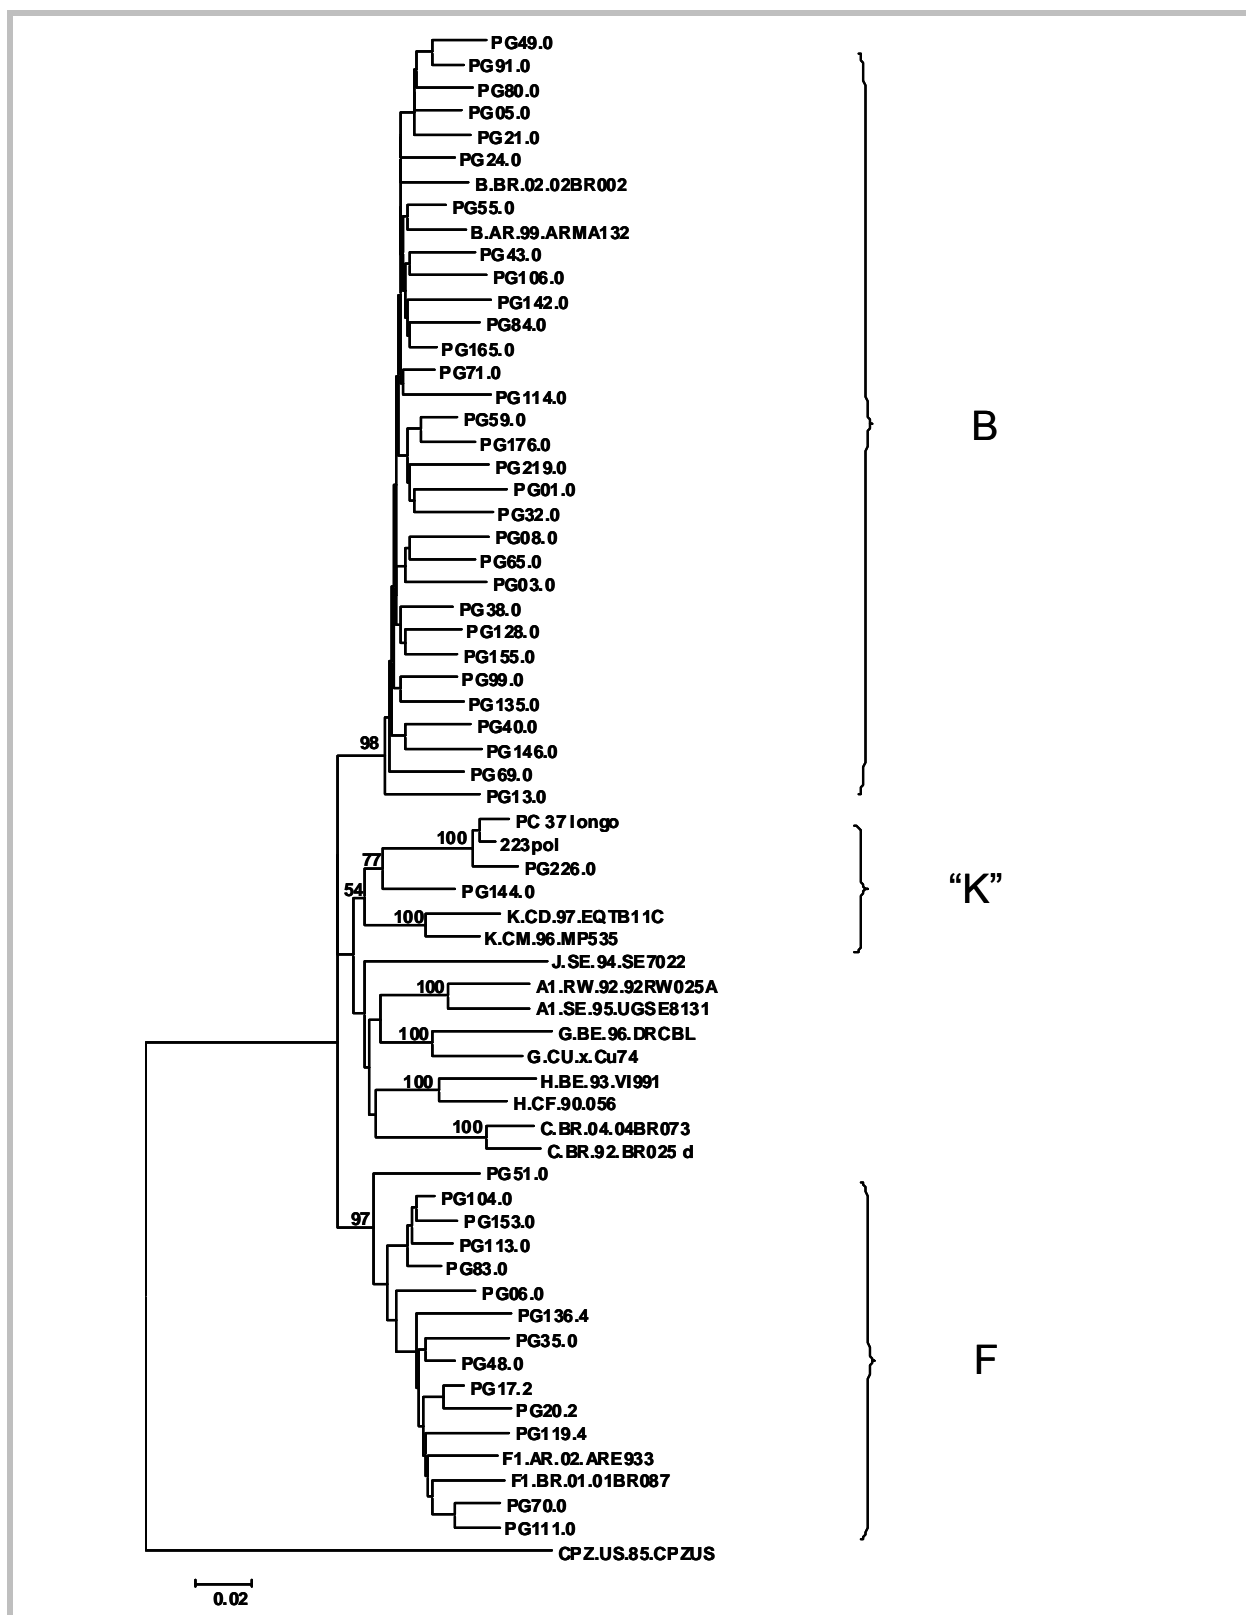 PG49.0
PG91.0
PG80.0
PG05.0
PG21.0
PG24.0
B.BR.02.02BR002
PG55.0
B.AR.99.ARMA132
PG43.0
PG106.0
PG142.0
PG84.0
PG165.0
PG71.0
PG114.0
PG59.0
B
PG176.0
PG219.0
PG01.0
PG32.0
PG08.0
PG65.0
PG03.0
PG38.0
PG128.0
PG155.0
PG99.0
PG135.0
PG40.0
98
PG146.0
PG69.0
PG13.0
PC 37 longo
100
223pol
77
PG226.0
54
PG144.0
“K”
100
K.CD.97.EQTB11C
K.CM.96.MP535
J.SE.94.SE7022
100
A1.RW.92.92RW025A
A1.SE.95.UGSE8131
100
G.BE.96.DRCBL
G.CU.x.Cu74
100
H.BE.93.VI991
H.CF.90.056
100
C.BR.04.04BR073
C.BR.92.BR025 d
PG51.0
PG104.0
97
PG153.0
PG113.0
PG83.0
PG06.0
PG136.4
PG35.0
PG48.0
F
PG17.2
PG20.2
PG119.4
F1.AR.02.ARE933
F1.BR.01.01BR087
PG70.0
PG111.0
CPZ.US.85.CPZUS
0.02